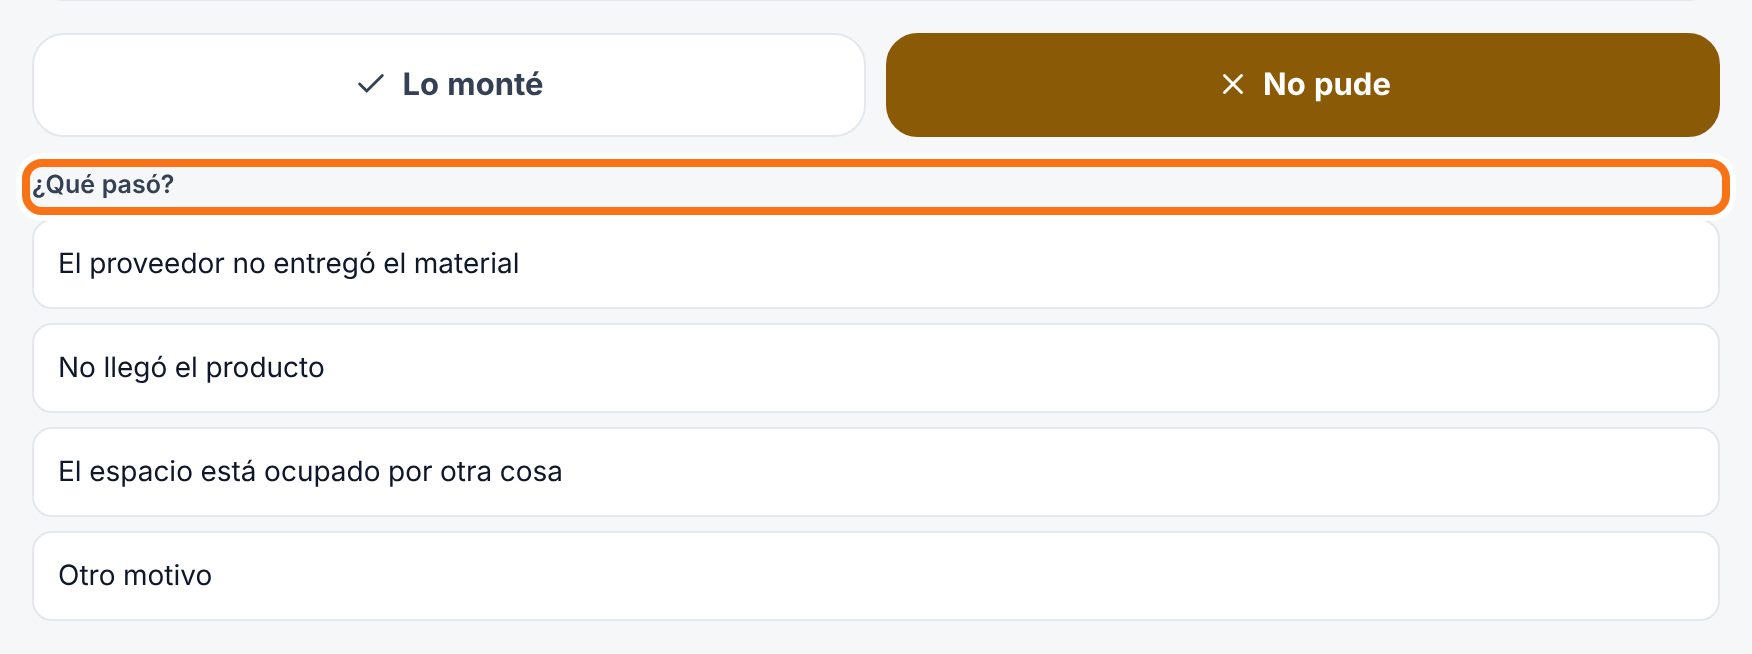 Lo monté
No pude
¿Qué pasó?
El proveedor no entregó el material
No llegó el producto
El espacio está ocupado por otra cosa
Otro motivo